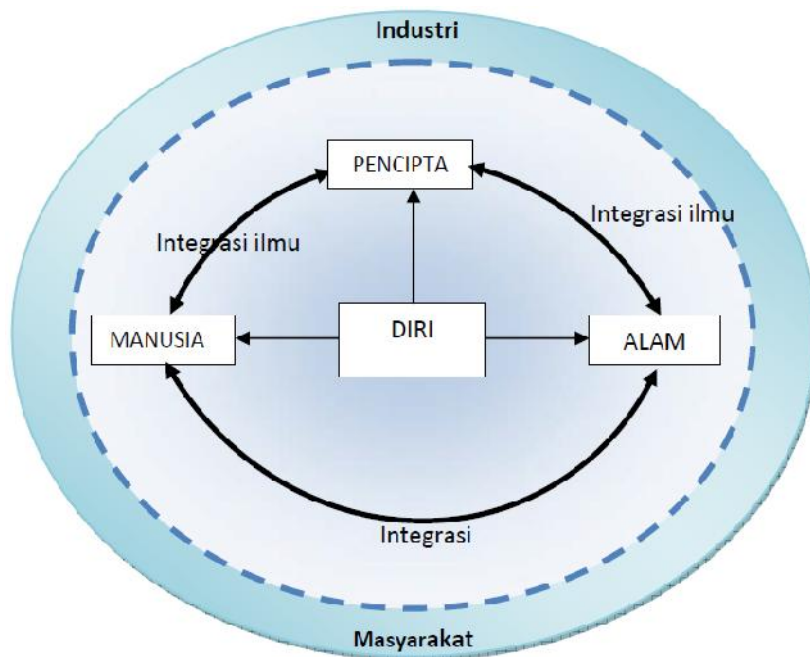 Industri
PENCIPTA
Integrasi ilmu
Integrasi ilmu
MANUSIA
DIRI
ALAM
Integrasi
Masyarakat